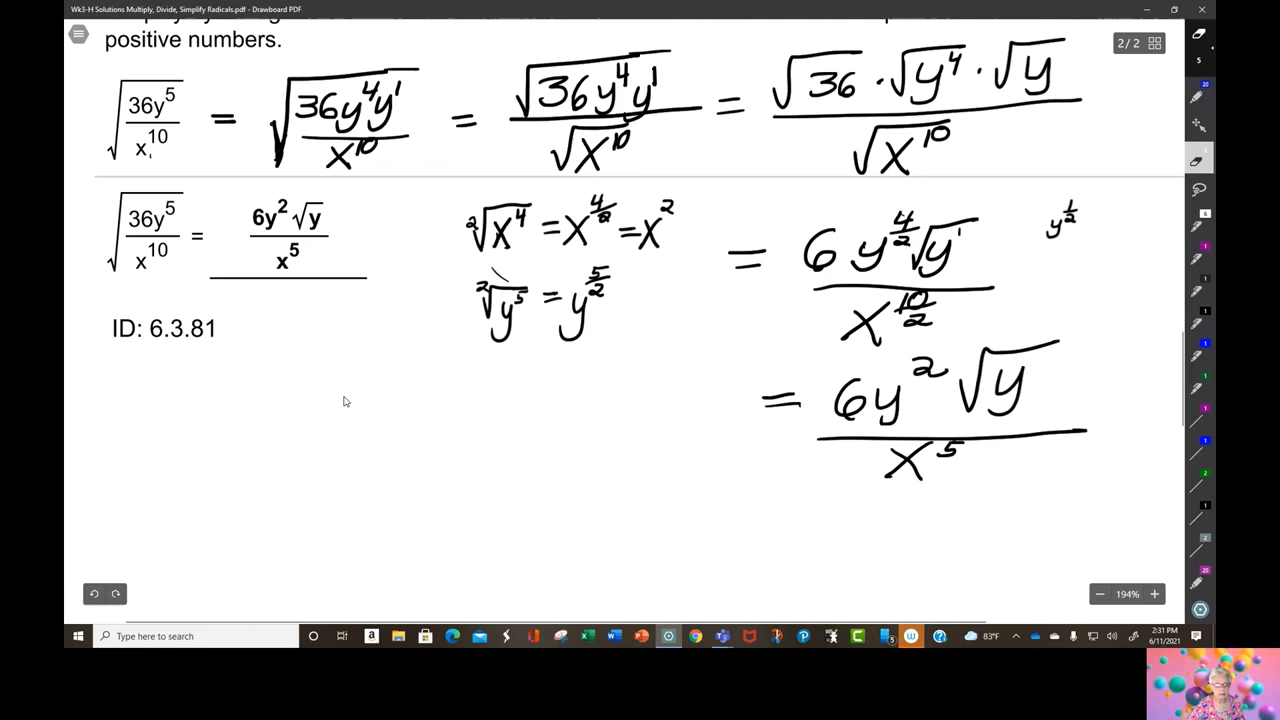 Wk3-H Solutions Multiply, Divide, Simplify Radicals.pdf - Drawboard PDF
positive numbers.
2/2
5
√(36y⁵/x¹⁰) = √(36y⁴y¹/x¹⁰) = √(36y⁴y¹)/√(x¹⁰) = √36 · √y⁴ · √y / √x¹⁰
√(36y⁵/x¹⁰) = 6y² √y / x⁵
²√x⁴ = x^(4/2) = x²
²√y⁵ = y^(5/2)
= 6 y^(4/2) √y¹ / x^(10/2)
y^(1/2)
= 6y² √y / x⁵
ID: 6.3.81
194%
Type here to search
83°F
2:31 PM
6/11/2021